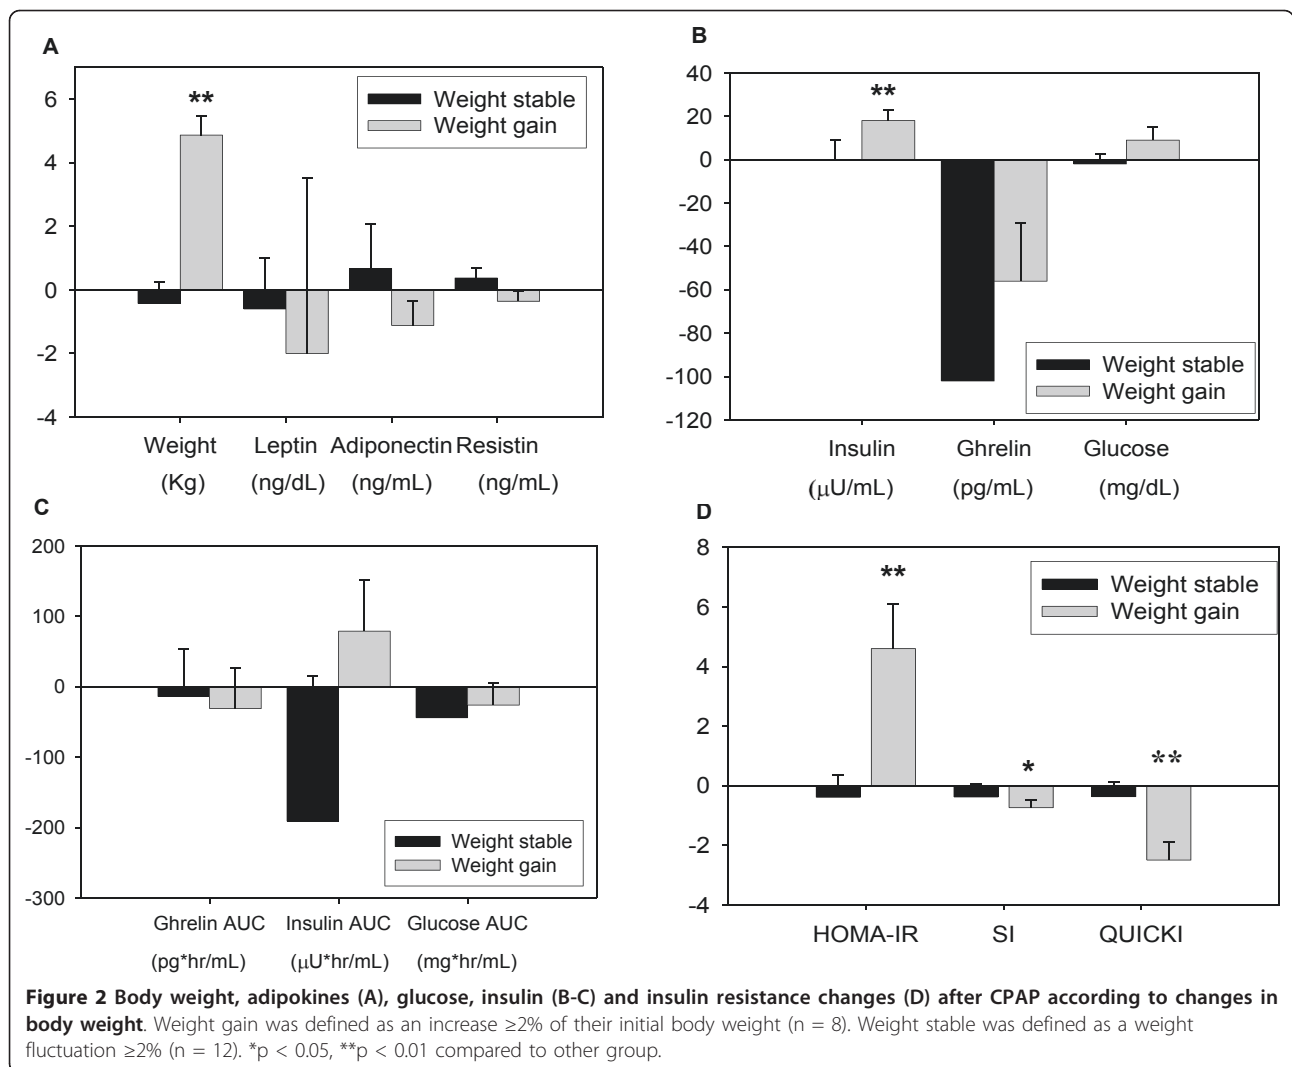 A
6
4
2
0
-2
-4
**
Weight stable
Weight gain
Weight Leptin Adiponectin Resistin
(Kg) (ng/dL) (ng/mL) (ng/mL)
B
40
20
0
-20
-40
-60
-80
-100
-120
**
Weight stable
Weight gain
Insulin Ghrelin Glucose
(μU/mL) (pg/mL) (mg/dL)
C
200
100
0
-100
-200
-300
Weight stable
Weight gain
Ghrelin AUC Insulin AUC Glucose AUC
(pg*hr/mL) (μU*hr/mL) (mg*hr/mL)
D
8
6
4
2
0
-2
-4
**
*
**
Weight stable
Weight gain
HOMA-IR SI QUICKI
Figure 2 Body weight, adipokines (A), glucose, insulin (B-C) and insulin resistance changes (D) after CPAP according to changes in
body weight. Weight gain was defined as an increase ≥2% of their initial body weight (n = 8). Weight stable was defined as a weight
fluctuation ≥2% (n = 12). *p < 0.05, **p < 0.01 compared to other group.